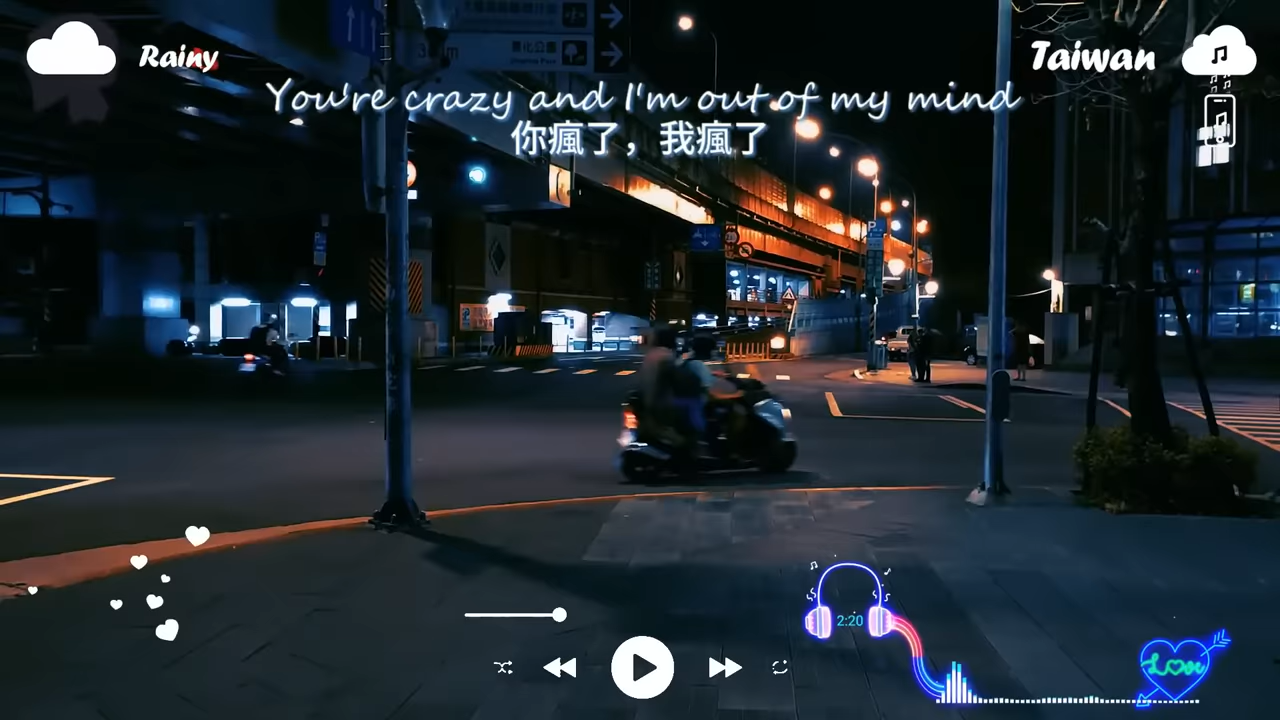 Rainy
Taiwan
You're crazy and I'm out of my mind
你瘋了，我瘋了
P
2:20
Love